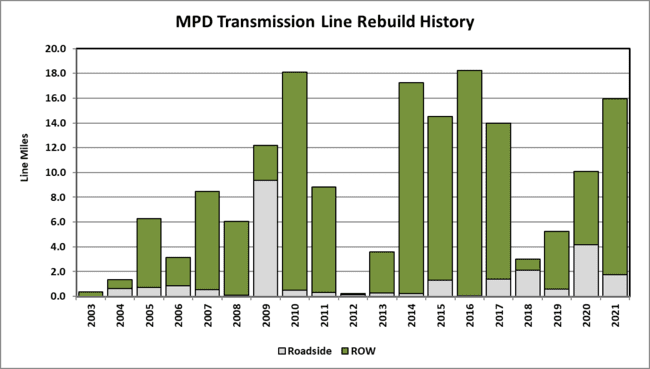 MPD Transmission Line Rebuild History
Line Miles
20.0
18.0
16.0
14.0
12.0
10.0
8.0
6.0
4.0
2.0
0.0
2003 2004 2005 2006 2007 2008 2009 2010 2011 2012 2013 2014 2015 2016 2017 2018 2019 2020 2021
Roadside ROW